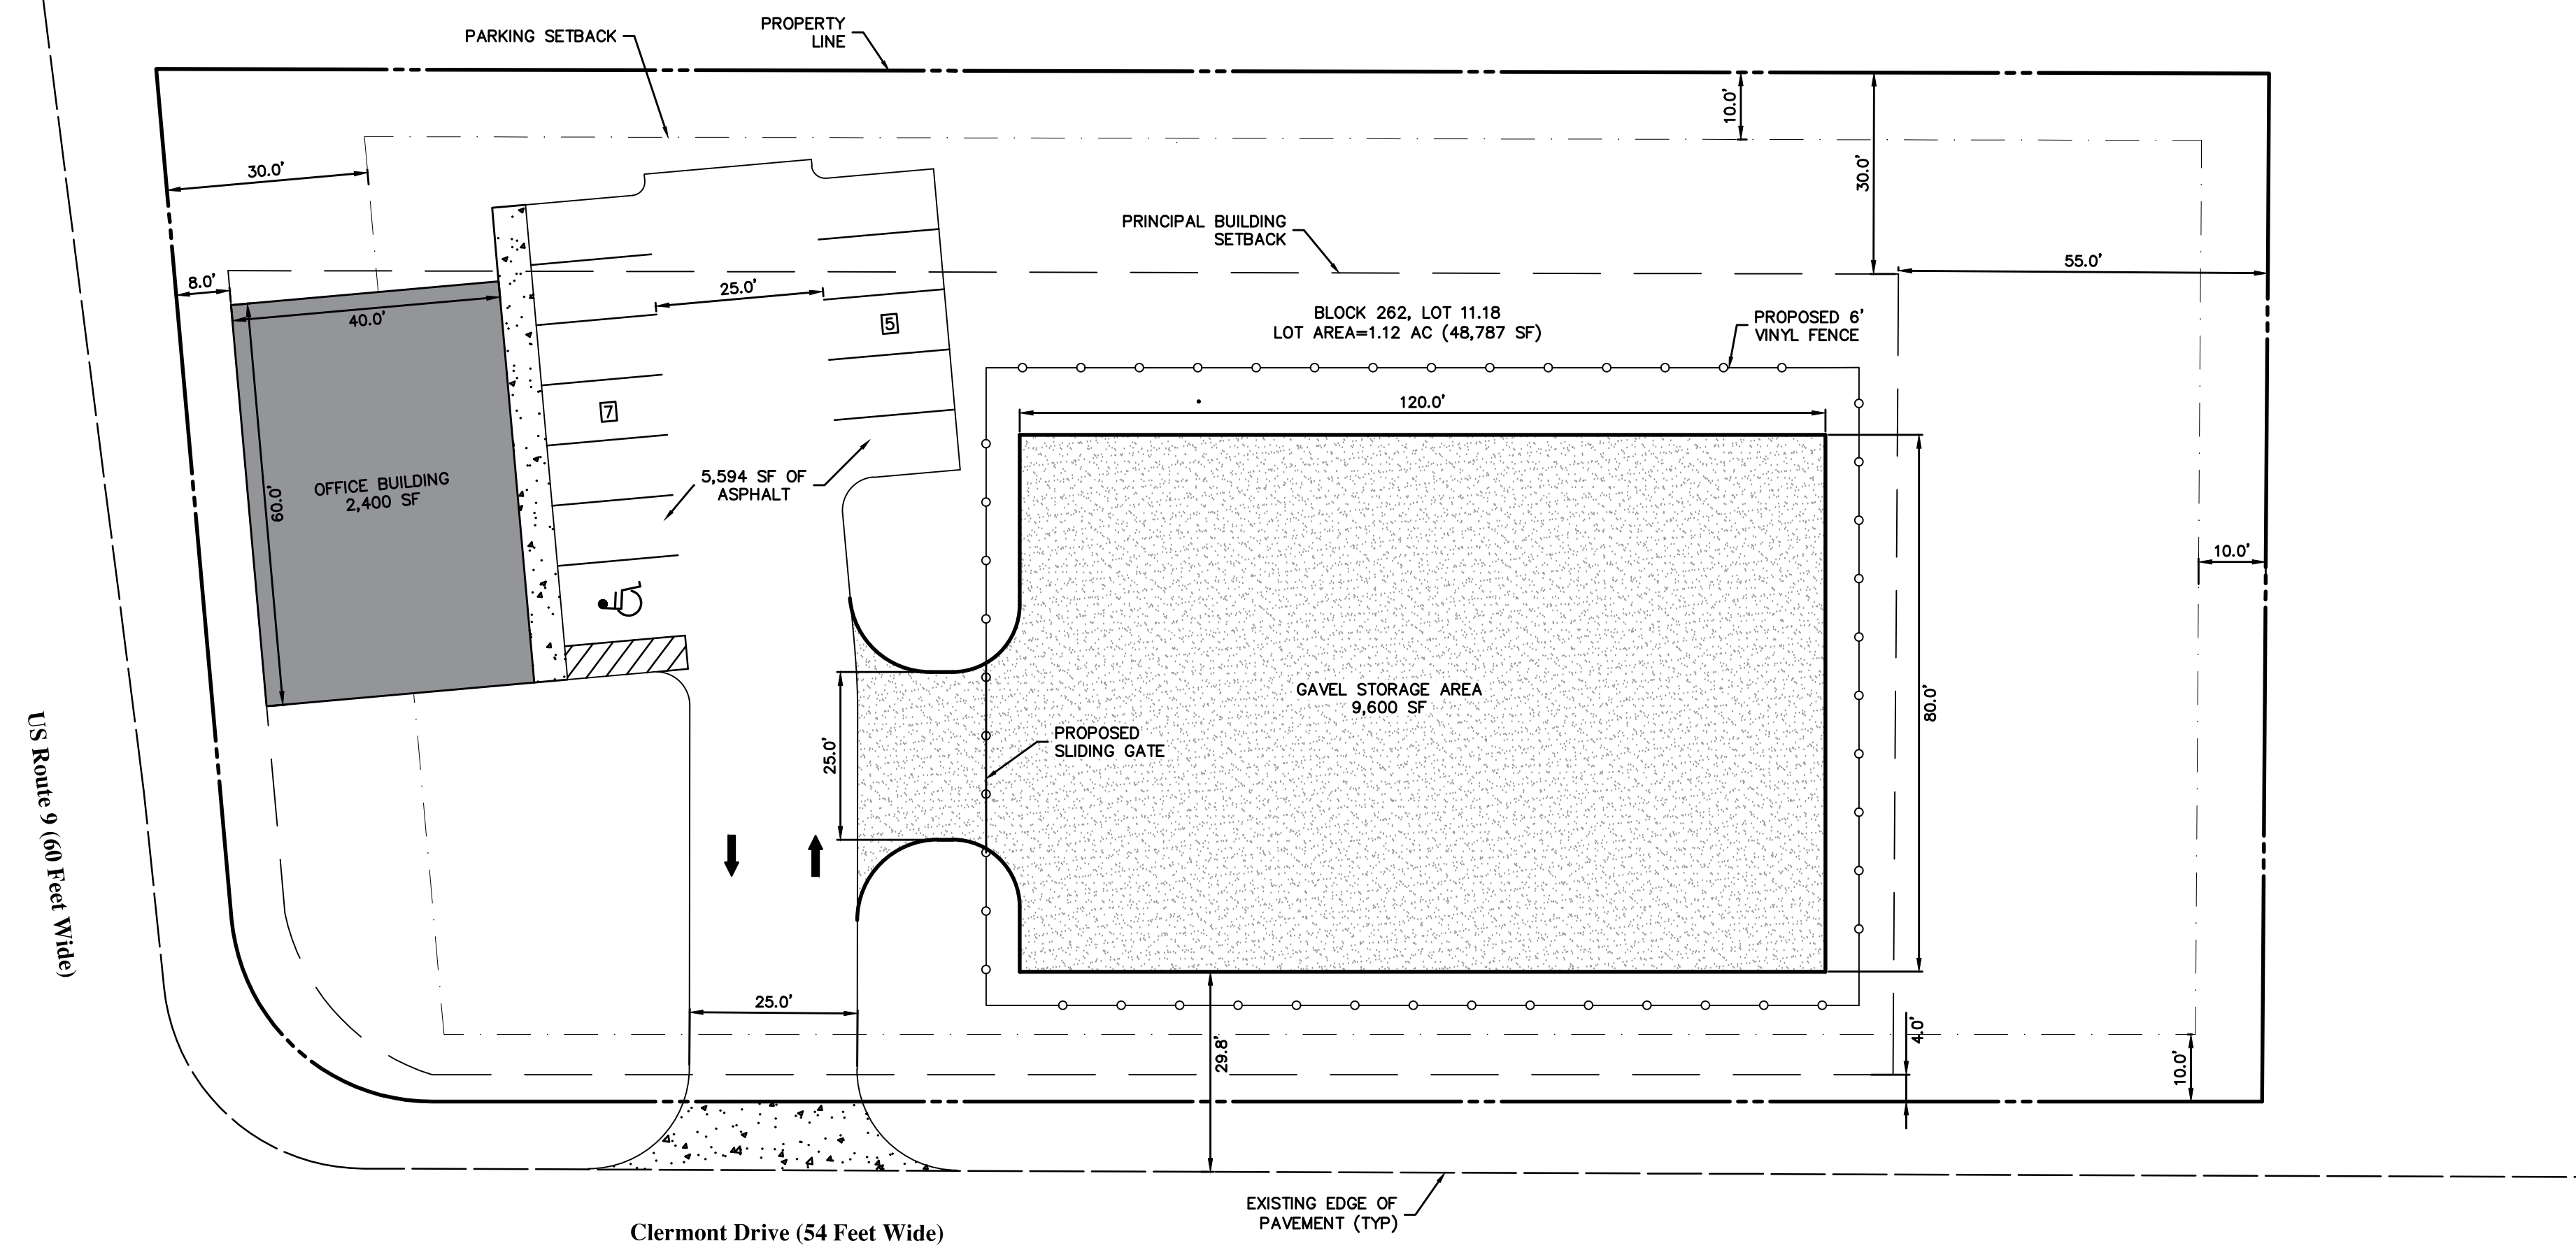 PARKING SETBACK
PROPERTY
LINE
10.0'
30.0'
30.0'
PRINCIPAL BUILDING
SETBACK
55.0'
8.0'
25.0'
40.0'
BLOCK 262, LOT 11.18
LOT AREA=1.12 AC (48,787 SF)
PROPOSED 6'
VINYL FENCE
5
7
120.0'
OFFICE BUILDING
2,400 SF
60.0'
5,594 SF OF
ASPHALT
10.0'
GAVEL STORAGE AREA
9,600 SF
80.0'
PROPOSED
SLIDING GATE
25.0'
US Route 9 (60 Feet Wide)
25.0'
29.8'
4.0'
10.0'
EXISTING EDGE OF
PAVEMENT (TYP)
Clermont Drive (54 Feet Wide)